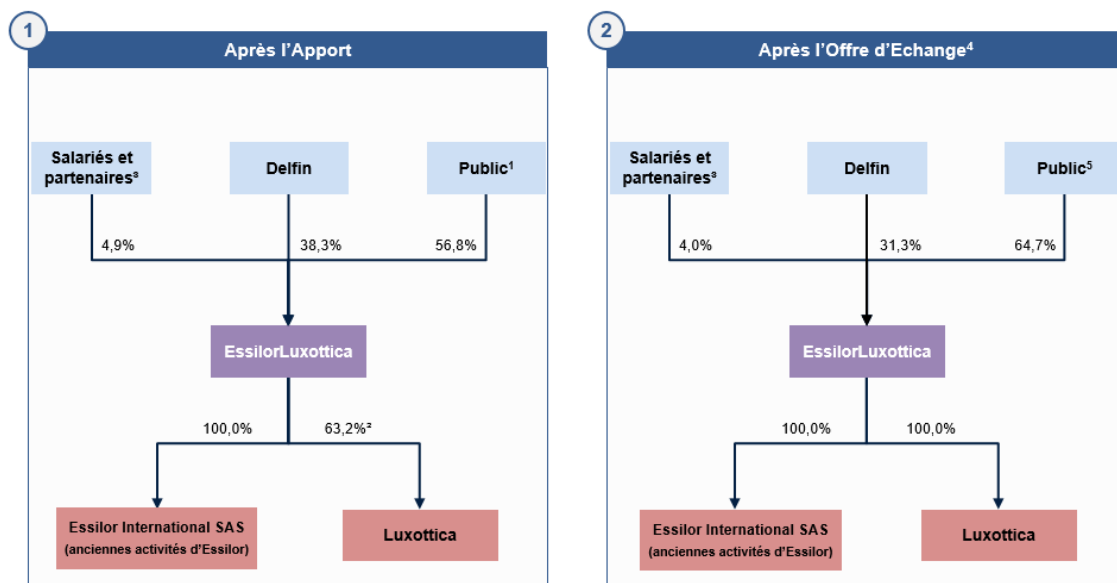 1
Après l'Apport
Salariés et
partenaires³
Delfin
Public¹
4,9%
38,3%
56,8%
EssilorLuxottica
100,0%
63,2%²
Essilor International SAS
(anciennes activités d'Essilor)
Luxottica
2
Après l'Offre d'Echange⁴
Salariés et
partenaires³
Delfin
Public⁵
4,0%
31,3%
64,7%
EssilorLuxottica
100,0%
100,0%
Essilor International SAS
(anciennes activités d'Essilor)
Luxottica